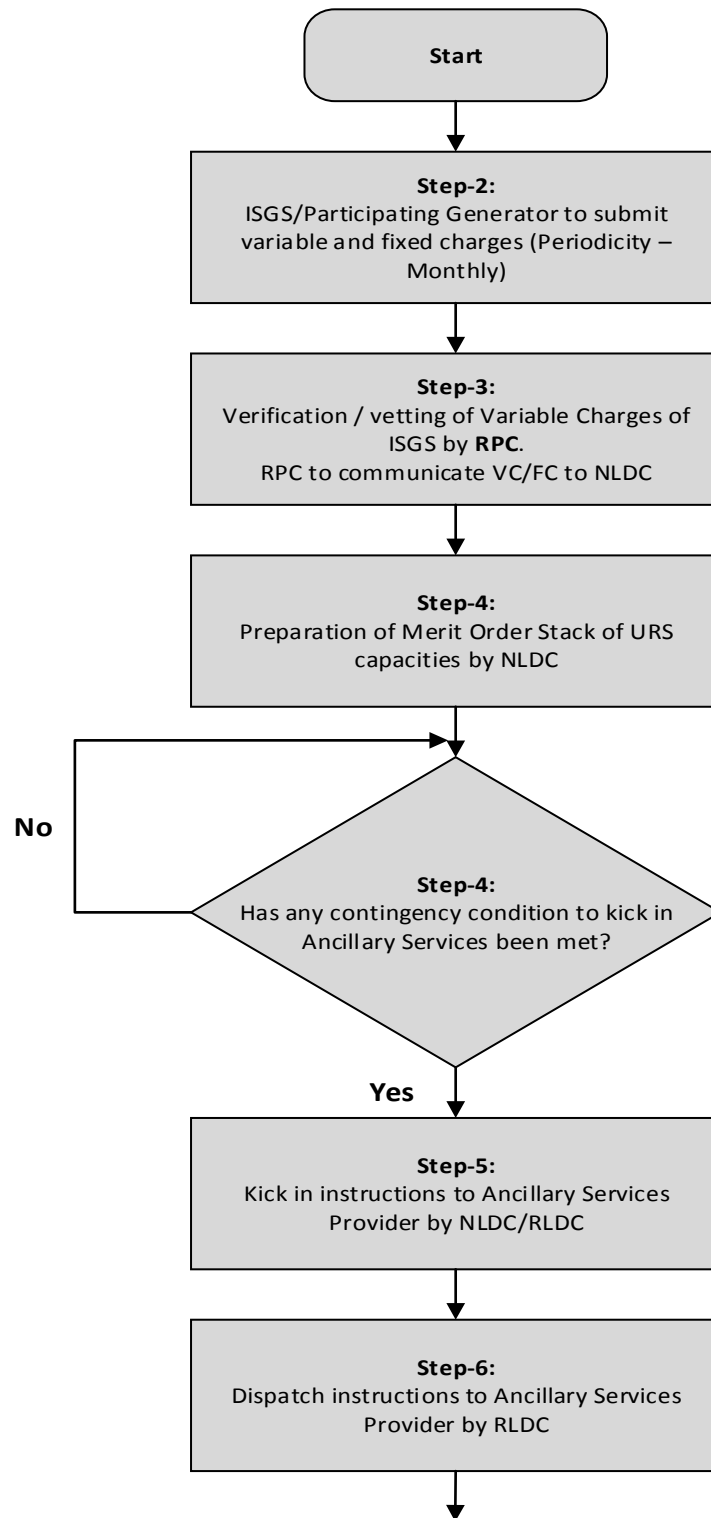 Start
Step-2:
ISGS/Participating Generator to submit
variable and fixed charges (Periodicity –
Monthly)
Step-3:
Verification / vetting of Variable Charges of
ISGS by RPC.
RPC to communicate VC/FC to NLDC
Step-4:
Preparation of Merit Order Stack of URS
capacities by NLDC
No
Step-4:
Has any contingency condition to kick in
Ancillary Services been met?
Yes
Step-5:
Kick in instructions to Ancillary Services
Provider by NLDC/RLDC
Step-6:
Dispatch instructions to Ancillary Services
Provider by RLDC